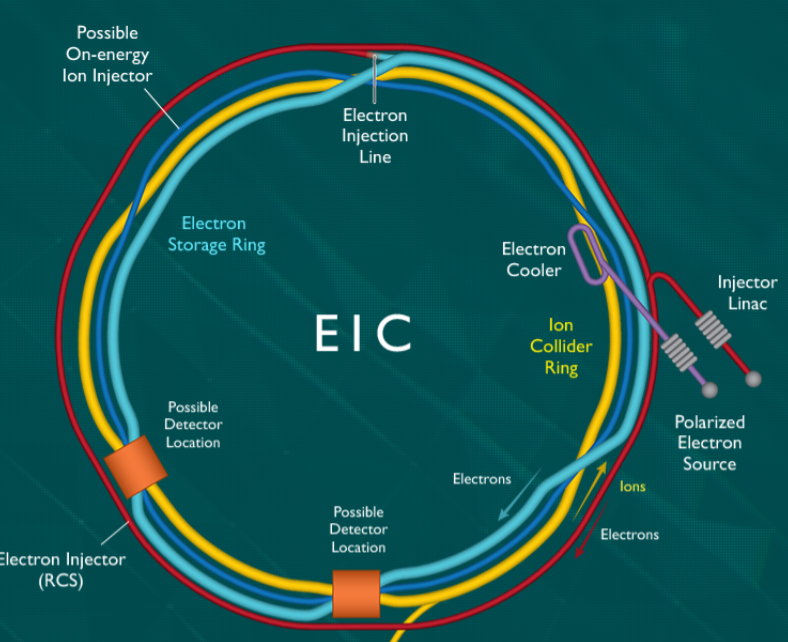 Possible
On-energy
Ion Injector
Electron
Injection
Line
Electron
Storage Ring
Electron
Cooler
Injector
Linac
EIC
Ion
Collider
Ring
Possible
Detector
Location
Polarized
Electron
Source
Electrons
Ions
Possible
Detector
Location
Electrons
Electron Injector
(RCS)